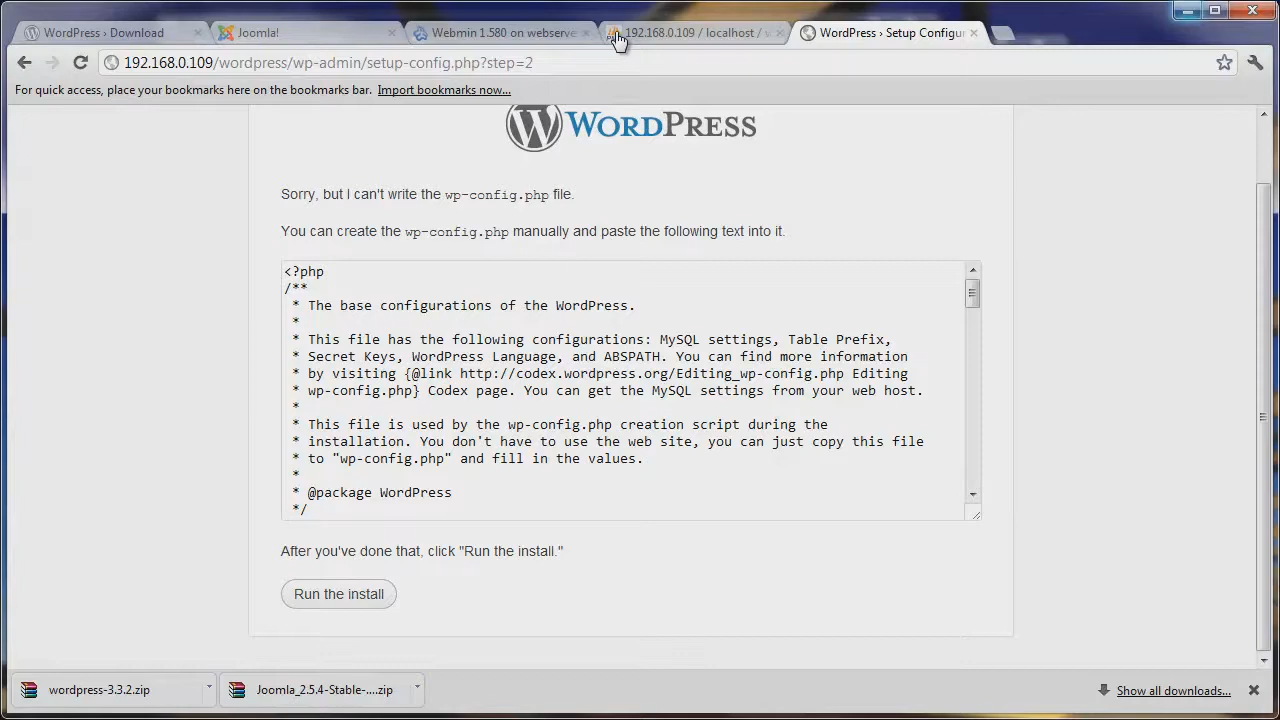 WordPress › Download
Joomla!
Webmin 1.580 on webserve
192.168.0.109 / localhost /
WordPress › Setup Configur
192.168.0.109/wordpress/wp-admin/setup-config.php?step=2
For quick access, place your bookmarks here on the bookmarks bar. Import bookmarks now...
WORDPRESS
Sorry, but I can't write the wp-config.php file.
You can create the wp-config.php manually and paste the following text into it.
<?php
/**
* The base configurations of the WordPress.
*
* This file has the following configurations: MySQL settings, Table Prefix,
* Secret Keys, WordPress Language, and ABSPATH. You can find more information
* by visiting {@link http://codex.wordpress.org/Editing_wp-config.php Editing
* wp-config.php} Codex page. You can get the MySQL settings from your web host.
*
* This file is used by the wp-config.php creation script during the
* installation. You don't have to use the web site, you can just copy this file
* to "wp-config.php" and fill in the values.
*
* @package WordPress
*/
After you've done that, click "Run the install."
Run the install
wordpress-3.3.2.zip
Joomla_2.5.4-Stable-....zip
Show all downloads...